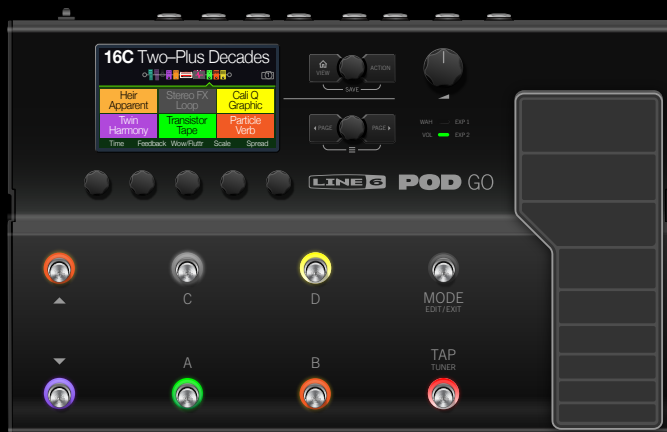 16C Two–Plus Decades
Heir Apparent
Stereo FX Loop
Cali Q Graphic
Twin Harmony
Transistor Tape
Particle Verb
Time Feedback Wow/Fluttr Scale Spread
VIEW
ACTION
SAVE
PAGE
PAGE
WAH EXP 1
VOL EXP 2
LINE 6 POD GO
C
D
MODE
EDIT/EXIT
A
B
TAP
TUNER